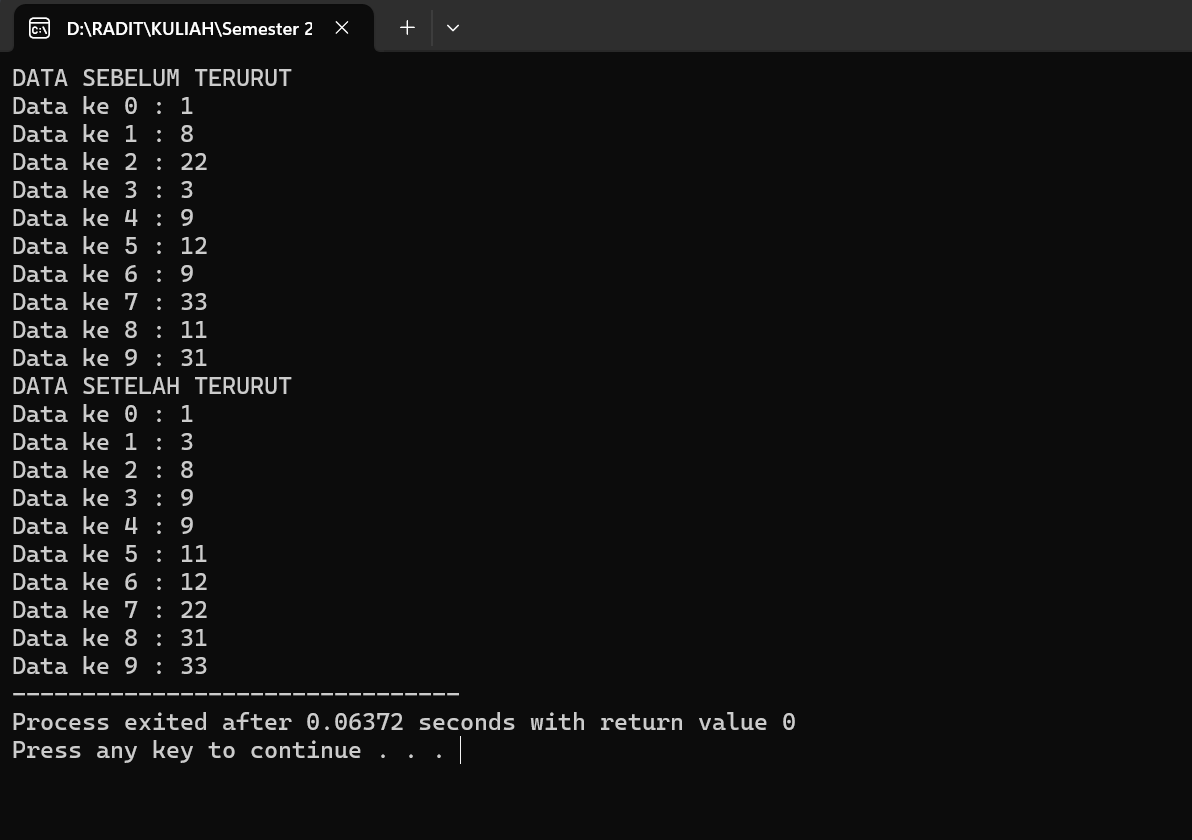 D:\RADIT\KULIAH\Semester 2
DATA SEBELUM TERURUT
Data ke 0 : 1
Data ke 1 : 8
Data ke 2 : 22
Data ke 3 : 3
Data ke 4 : 9
Data ke 5 : 12
Data ke 6 : 9
Data ke 7 : 33
Data ke 8 : 11
Data ke 9 : 31
DATA SETELAH TERURUT
Data ke 0 : 1
Data ke 1 : 3
Data ke 2 : 8
Data ke 3 : 9
Data ke 4 : 9
Data ke 5 : 11
Data ke 6 : 12
Data ke 7 : 22
Data ke 8 : 31
Data ke 9 : 33
--------------------------------
Process exited after 0.06372 seconds with return value 0
Press any key to continue . . .